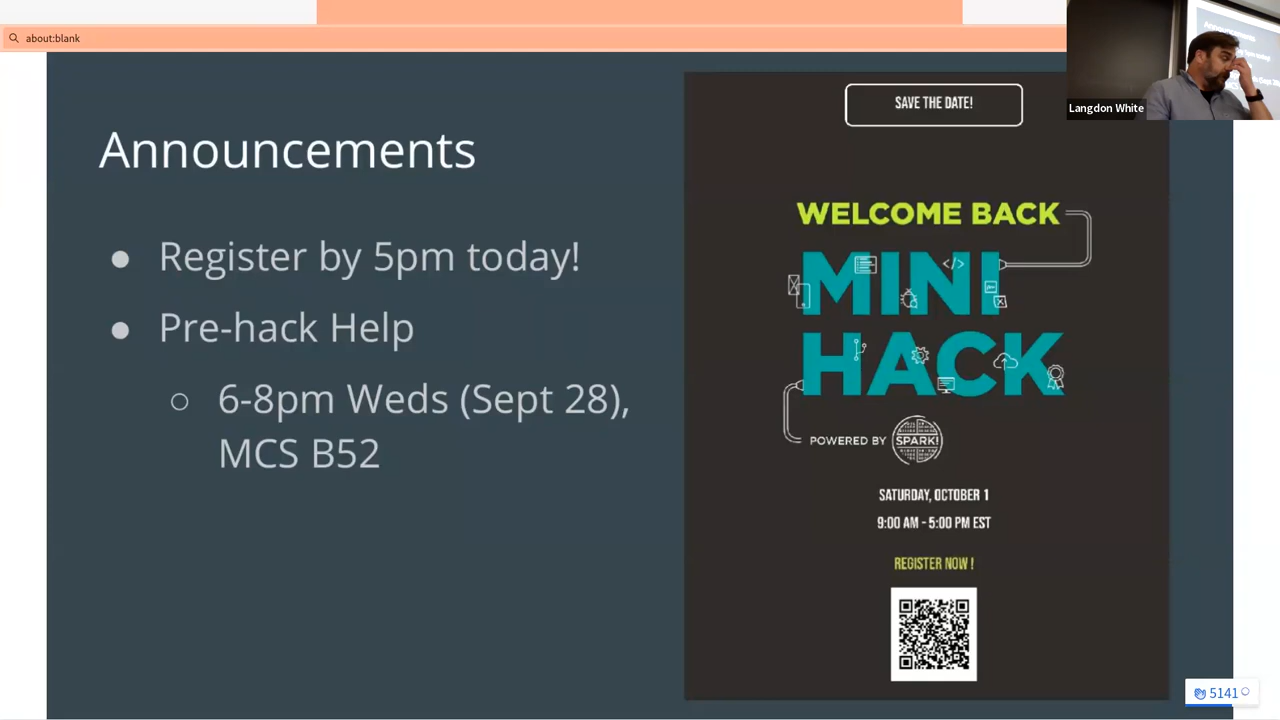 about:blank
Langdon White
Announcements
● Register by 5pm today!
● Pre-hack Help
○ 6-8pm Weds (Sept 28),
MCS B52
SAVE THE DATE!
WELCOME BACK
</>
MINI
HACK
POWERED BY SPARK!
SATURDAY, OCTOBER 1
9:00 AM - 5:00 PM EST
REGISTER NOW !
5141